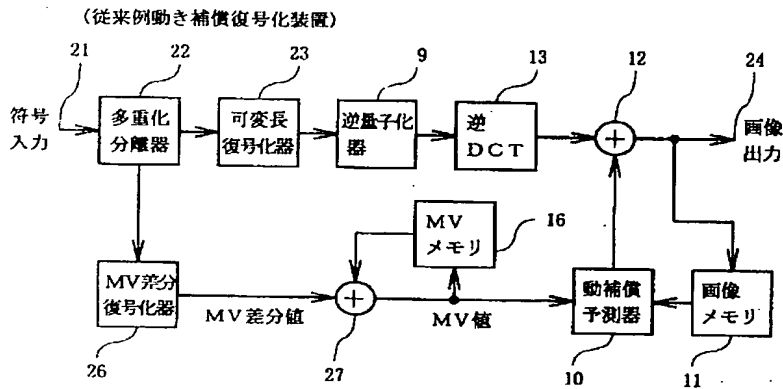 (従来例動き補償復号化装置)
21
22
23
9
13
12
24
符号
入力
多重化
分離器
可変長
復号化器
逆量子化
器
逆
DCT
+
画像
出力
MV
メモリ
16
MV差分
復号化器
MV差分値
+
MV値
動補償
予測器
画像
メモリ
26
27
10
11